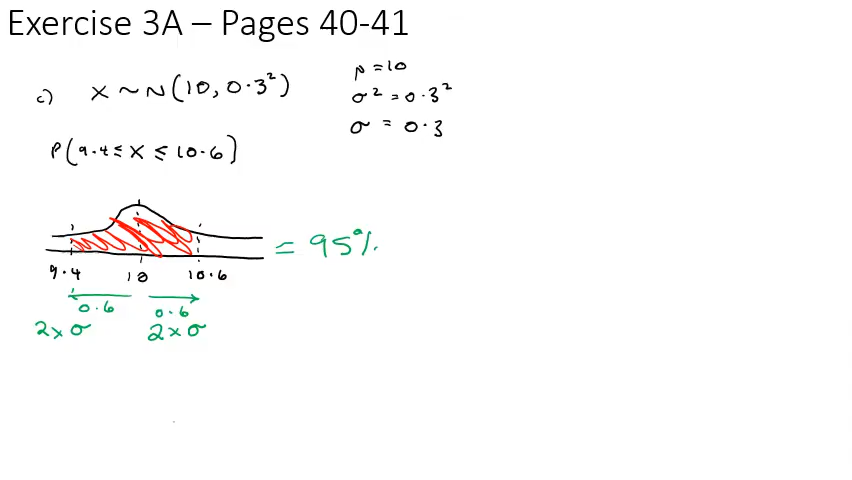 Exercise 3A – Pages 40-41
c) X ~ N(10, 0.3²)
μ = 10
σ² = 0.3²
σ = 0.3
P(9.4 ≤ X ≤ 10.6)
= 95%
9.4 10 10.6
0.6 0.6
2 x σ 2 x σ